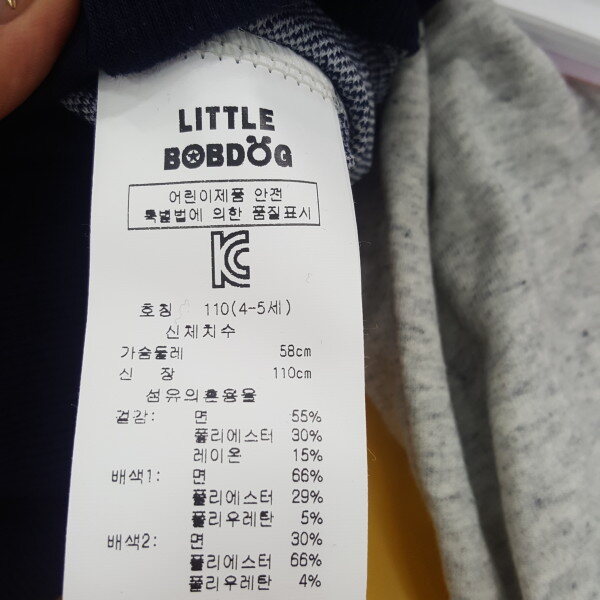 LITTLE
BOBDOG
어린이제품 안전
특별법에 의한 품질표시
KC
호칭 110(4-5세)
신체치수
가슴둘레 58cm
신 장 110cm
섬유의혼용율
겉감: 면 55%
폴리에스터 30%
레이온 15%
배색1: 면 66%
폴리에스터 29%
폴리우레탄 5%
배색2: 면 30%
폴리에스터 66%
폴리우레탄 4%